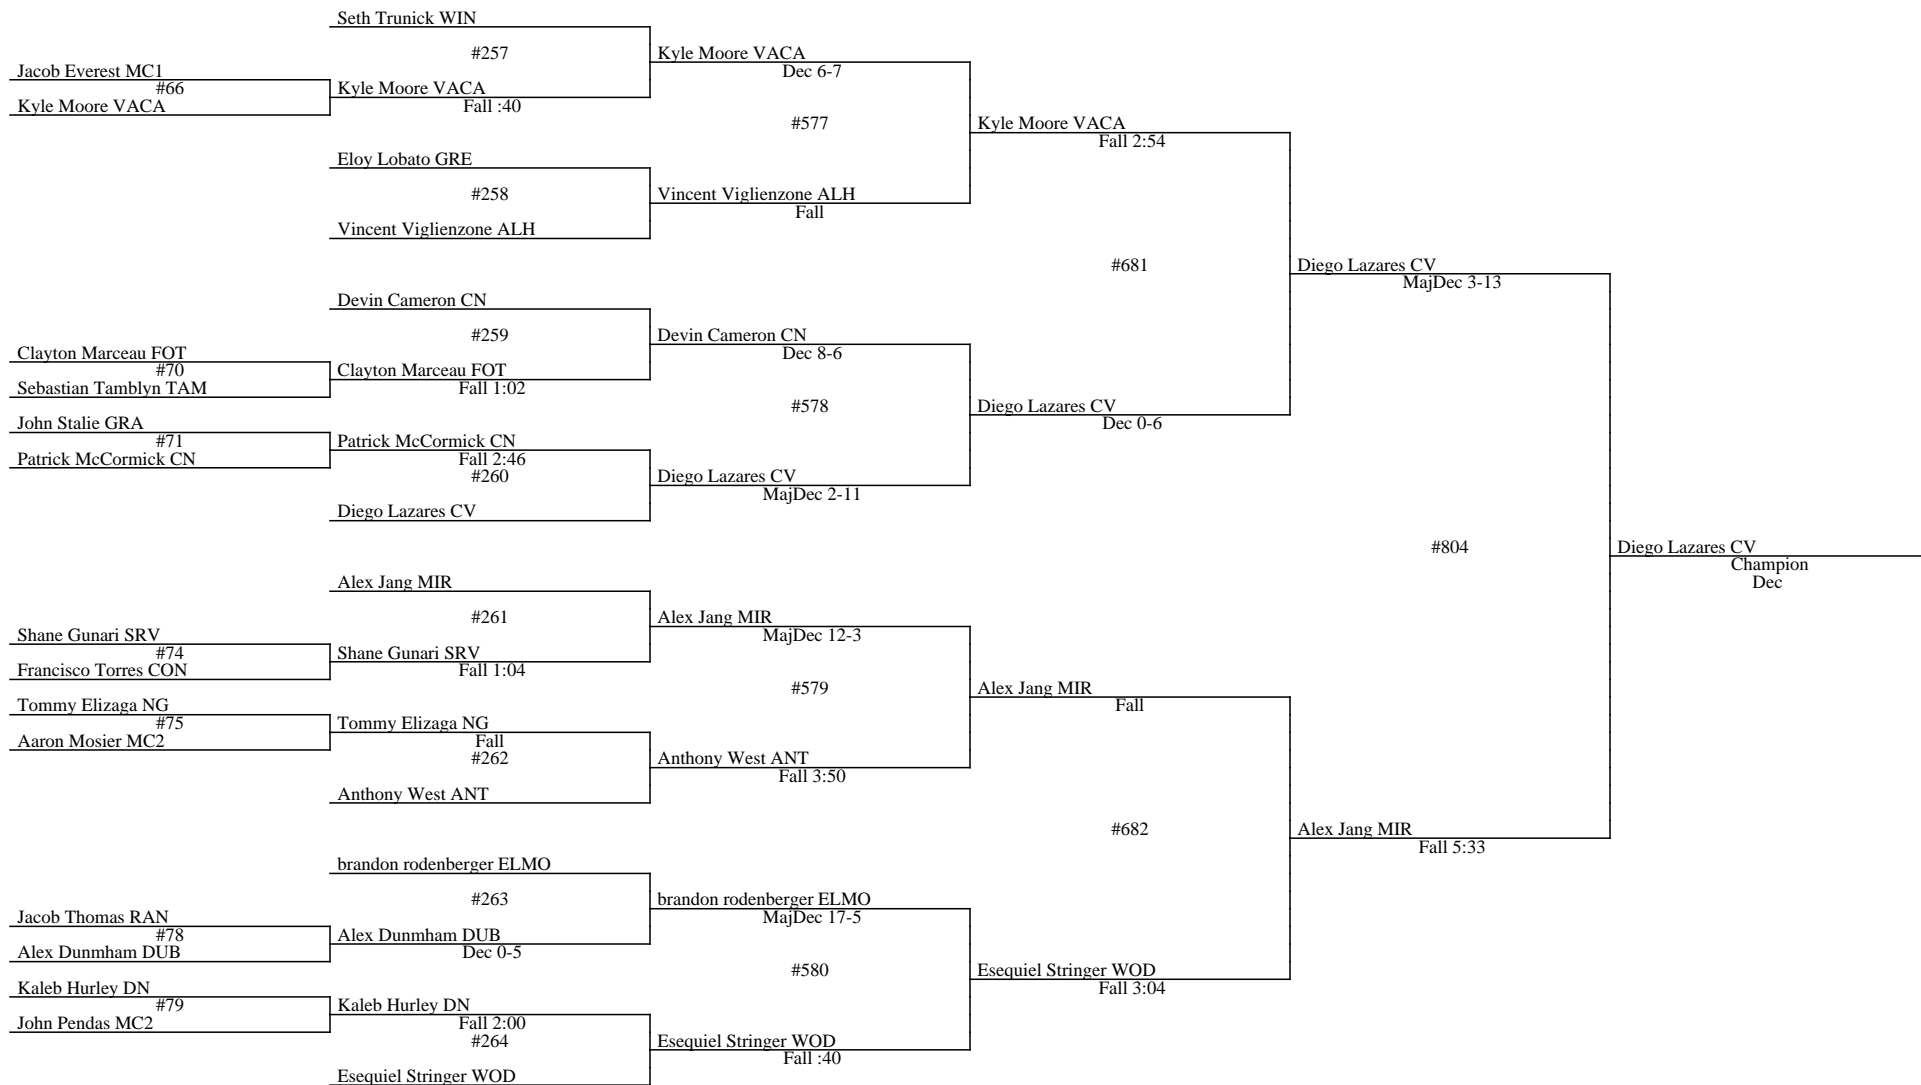 Seth Trunick WIN
#257
Kyle Moore VACA
Dec 6-7
Jacob Everest MC1
#66
Kyle Moore VACA
Kyle Moore VACA
Fall :40
#577
Kyle Moore VACA
Fall 2:54
Eloy Lobato GRE
#258
Vincent Viglienzone ALH
Fall
Vincent Viglienzone ALH
#681
Diego Lazares CV
MajDec 3-13
Devin Cameron CN
#259
Devin Cameron CN
Dec 8-6
Clayton Marceau FOT
#70
Sebastian Tamblyn TAM
Clayton Marceau FOT
Fall 1:02
#578
Diego Lazares CV
Dec 0-6
John Stalie GRA
#71
Patrick McCormick CN
Patrick McCormick CN
Fall 2:46
#260
Diego Lazares CV
MajDec 2-11
Diego Lazares CV
#804
Diego Lazares CV
Champion
Dec
Alex Jang MIR
#261
Alex Jang MIR
MajDec 12-3
Shane Gunari SRV
#74
Francisco Torres CON
Shane Gunari SRV
Fall 1:04
#579
Alex Jang MIR
Fall
Tommy Elizaga NG
#75
Aaron Mosier MC2
Tommy Elizaga NG
Fall
#262
Anthony West ANT
Fall 3:50
Anthony West ANT
#682
Alex Jang MIR
Fall 5:33
brandon rodenberger ELMO
#263
brandon rodenberger ELMO
MajDec 17-5
Jacob Thomas RAN
#78
Alex Dunmham DUB
Alex Dunmham DUB
Dec 0-5
#580
Esequiel Stringer WOD
Fall 3:04
Kaleb Hurley DN
#79
John Pendas MC2
Kaleb Hurley DN
Fall 2:00
#264
Esequiel Stringer WOD
Fall :40
Esequiel Stringer WOD